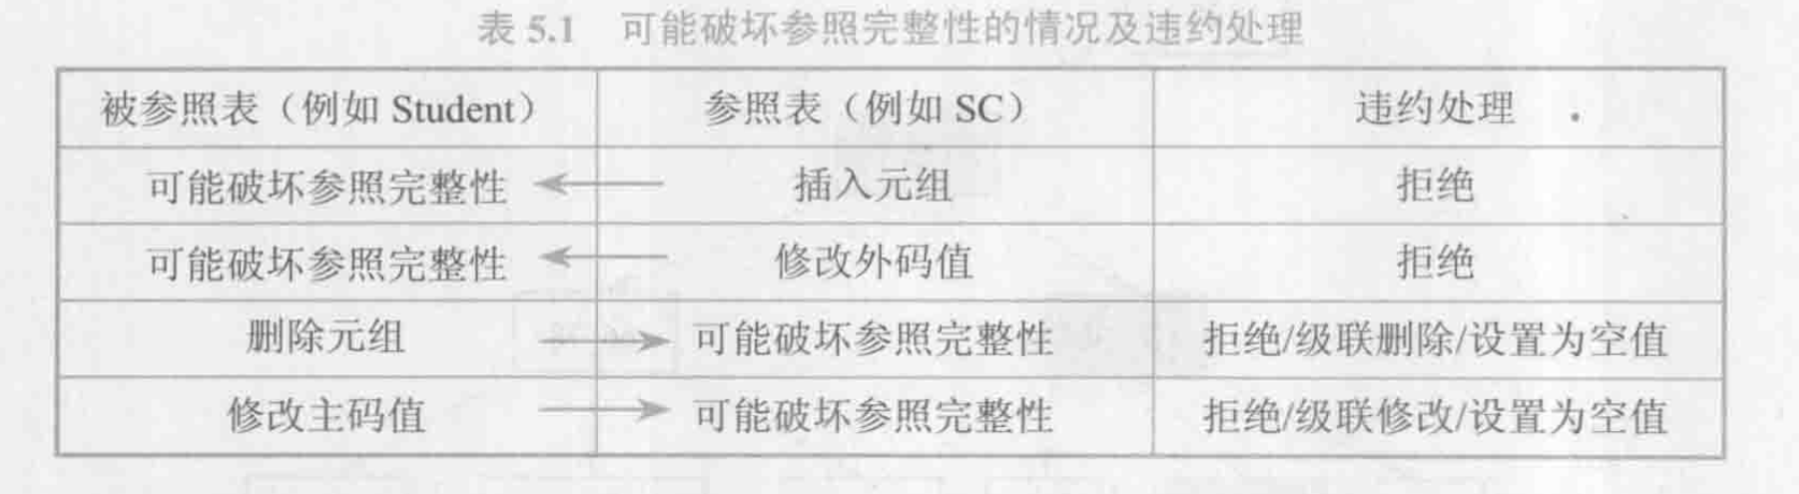 表 5.1 可能破坏参照完整性的情况及违约处理
被参照表（例如 Student） 参照表（例如 SC） 违约处理
可能破坏参照完整性 插入元组 拒绝
可能破坏参照完整性 修改外码值 拒绝
删除元组 可能破坏参照完整性 拒绝/级联删除/设置为空值
修改主码值 可能破坏参照完整性 拒绝/级联修改/设置为空值